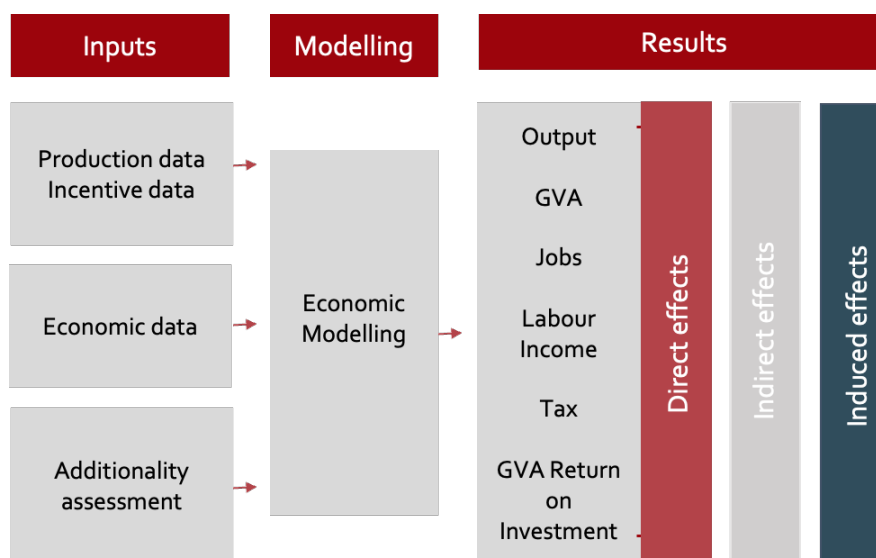 Inputs
Modelling
Results
Production data
Incentive data
Economic data
Additionality
assessment
Economic
Modelling
Output
GVA
Jobs
Labour
Income
Tax
GVA Return
on
Investment
Direct effects
Indirect effects
Induced effects